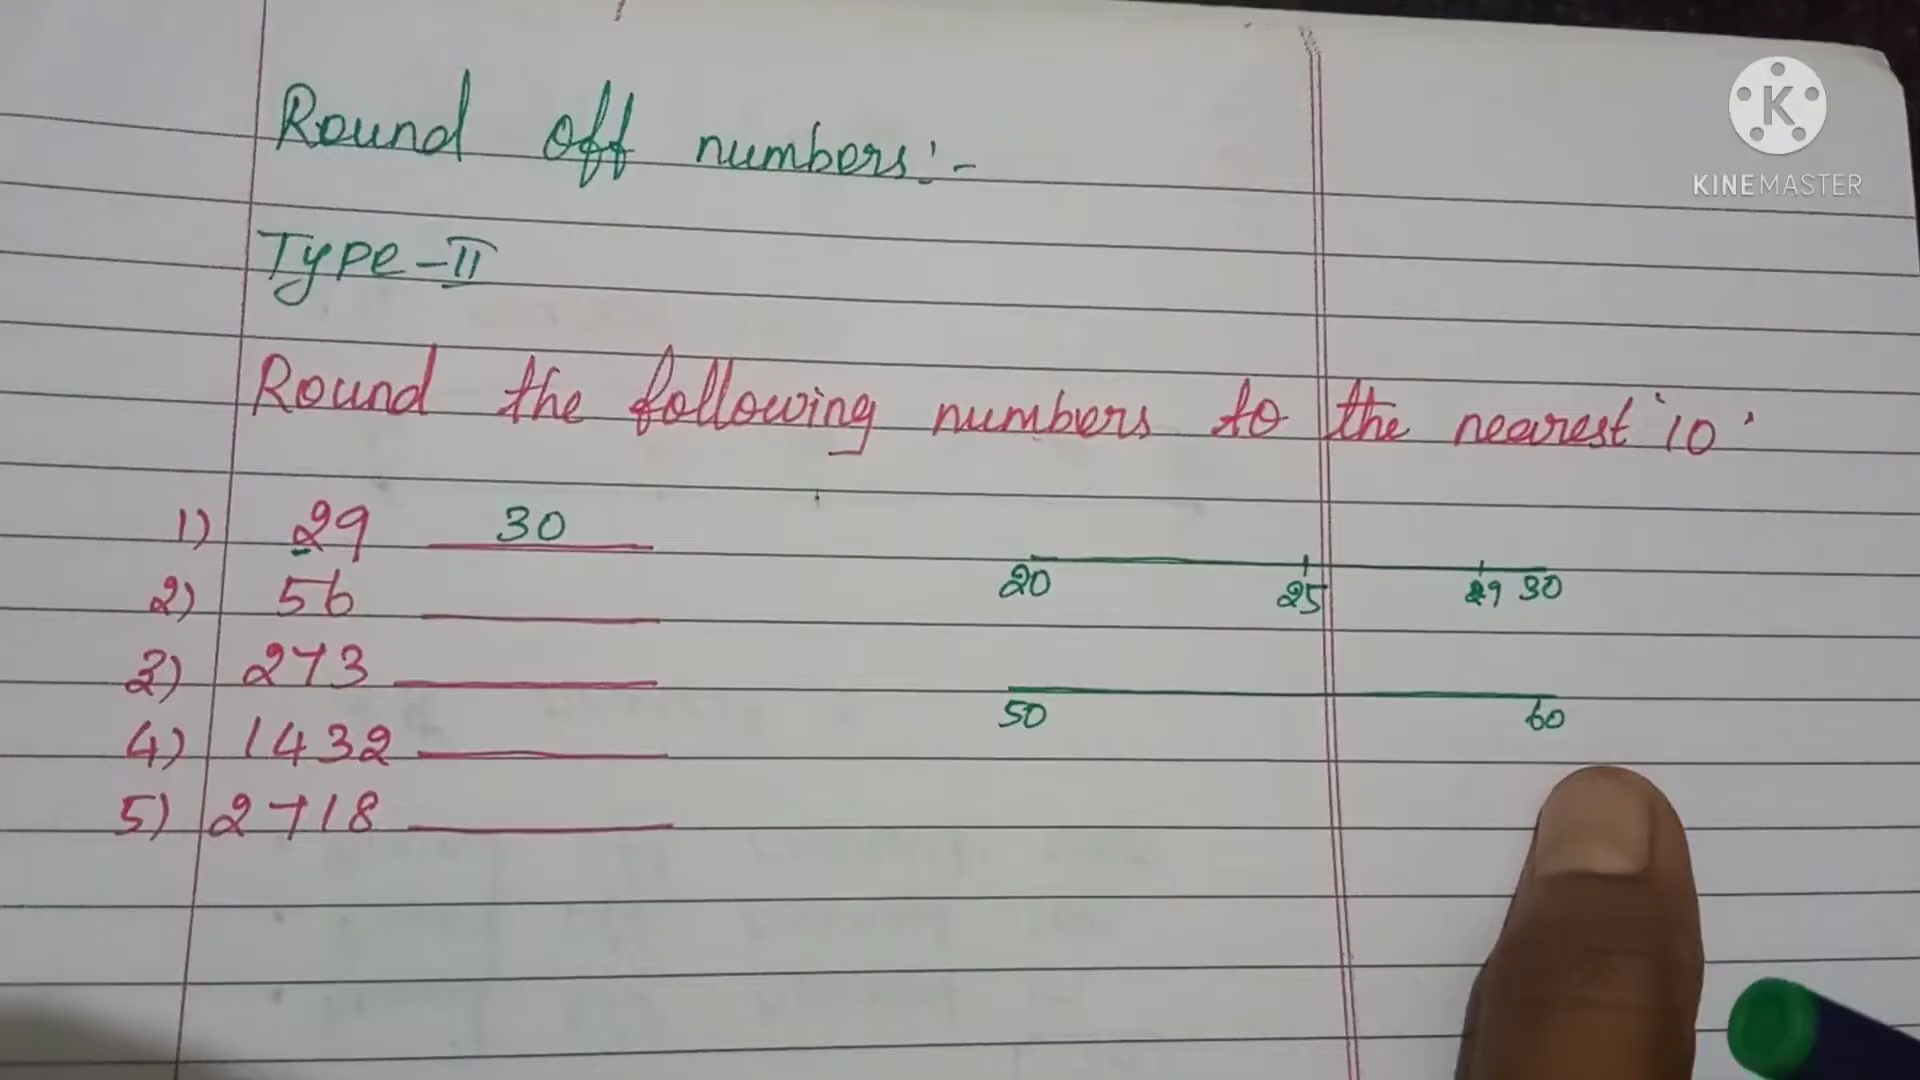 Round off numbers:-
K
KINEMASTER
Type-II
Round the following numbers to the nearest '10'
1) 29 30
20 25 29 30
2) 56
3) 273
50 60
4) 1432
5) 2718